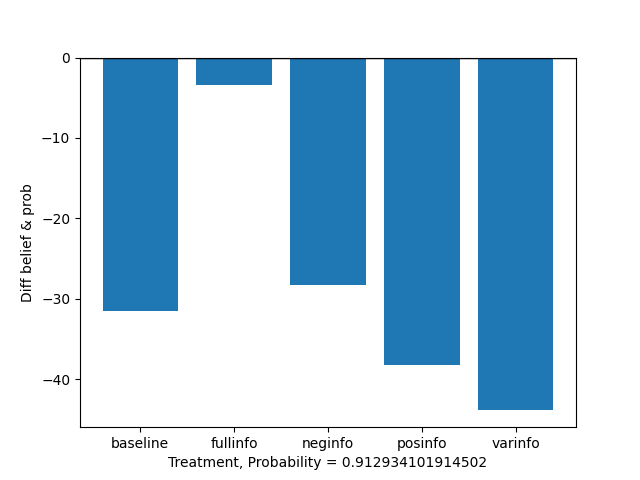 0
−10
−20
−30
−40
Diff belief & prob
baseline fullinfo neginfo posinfo varinfo
Treatment, Probability = 0.912934101914502